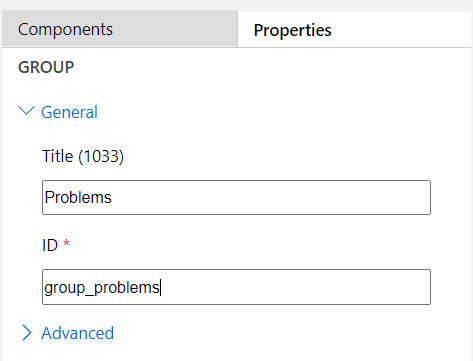 Components Properties
GROUP
General
Title (1033)
Problems
ID *
group_problems
Advanced